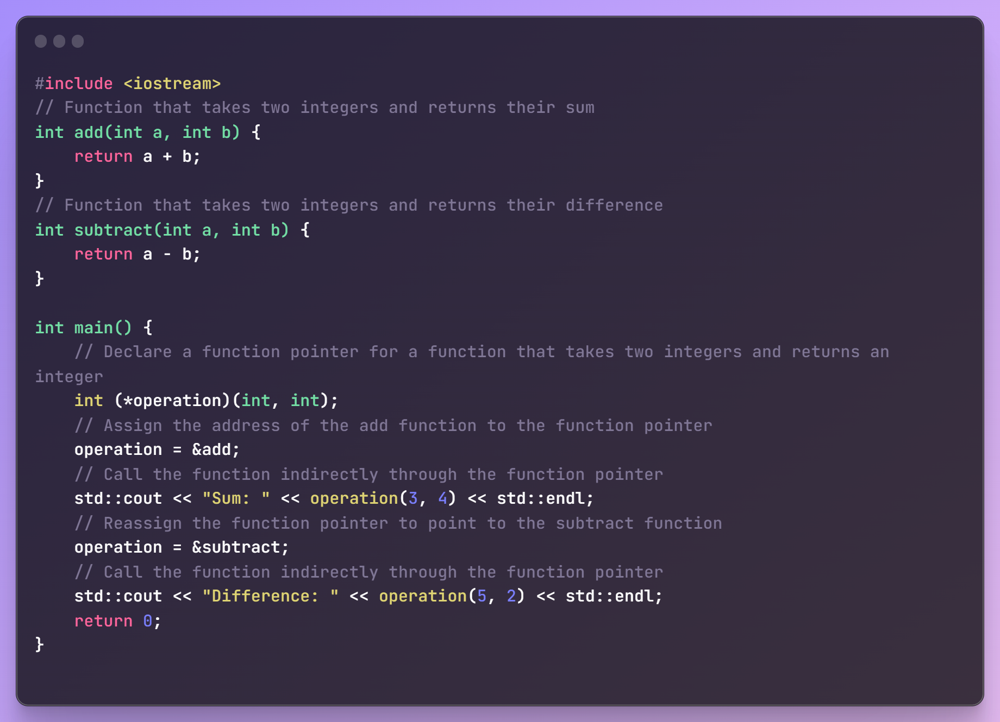 #include <iostream>
// Function that takes two integers and returns their sum
int add(int a, int b) {
    return a + b;
}
// Function that takes two integers and returns their difference
int subtract(int a, int b) {
    return a - b;
}

int main() {
    // Declare a function pointer for a function that takes two integers and returns an
integer
    int (*operation)(int, int);
    // Assign the address of the add function to the function pointer
    operation = &add;
    // Call the function indirectly through the function pointer
    std::cout << "Sum: " << operation(3, 4) << std::endl;
    // Reassign the function pointer to point to the subtract function
    operation = &subtract;
    // Call the function indirectly through the function pointer
    std::cout << "Difference: " << operation(5, 2) << std::endl;
    return 0;
}